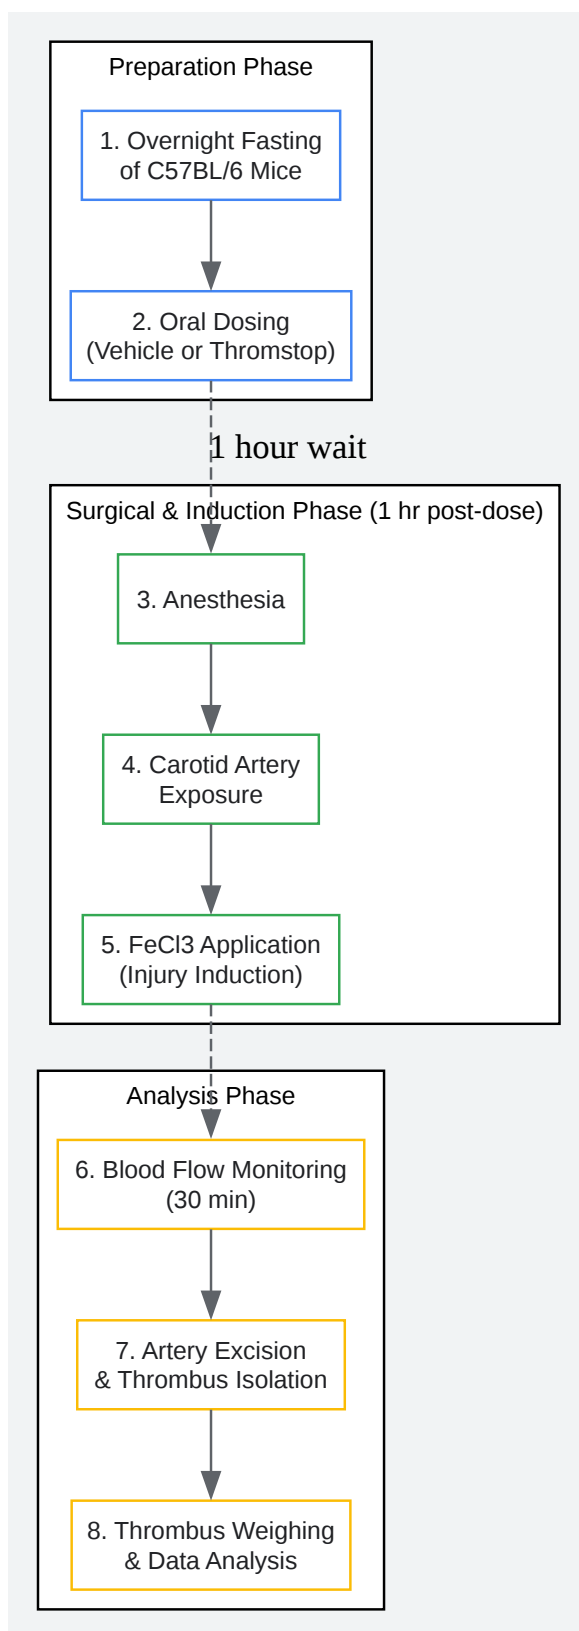 Preparation Phase
1. Overnight Fasting
of C57BL/6 Mice
2. Oral Dosing
(Vehicle or Thromstop)
1 hour wait
Surgical & Induction Phase (1 hr post-dose)
3. Anesthesia
4. Carotid Artery
Exposure
5. FeCl3 Application
(Injury Induction)
Analysis Phase
6. Blood Flow Monitoring
(30 min)
7. Artery Excision
& Thrombus Isolation
8. Thrombus Weighing
& Data Analysis